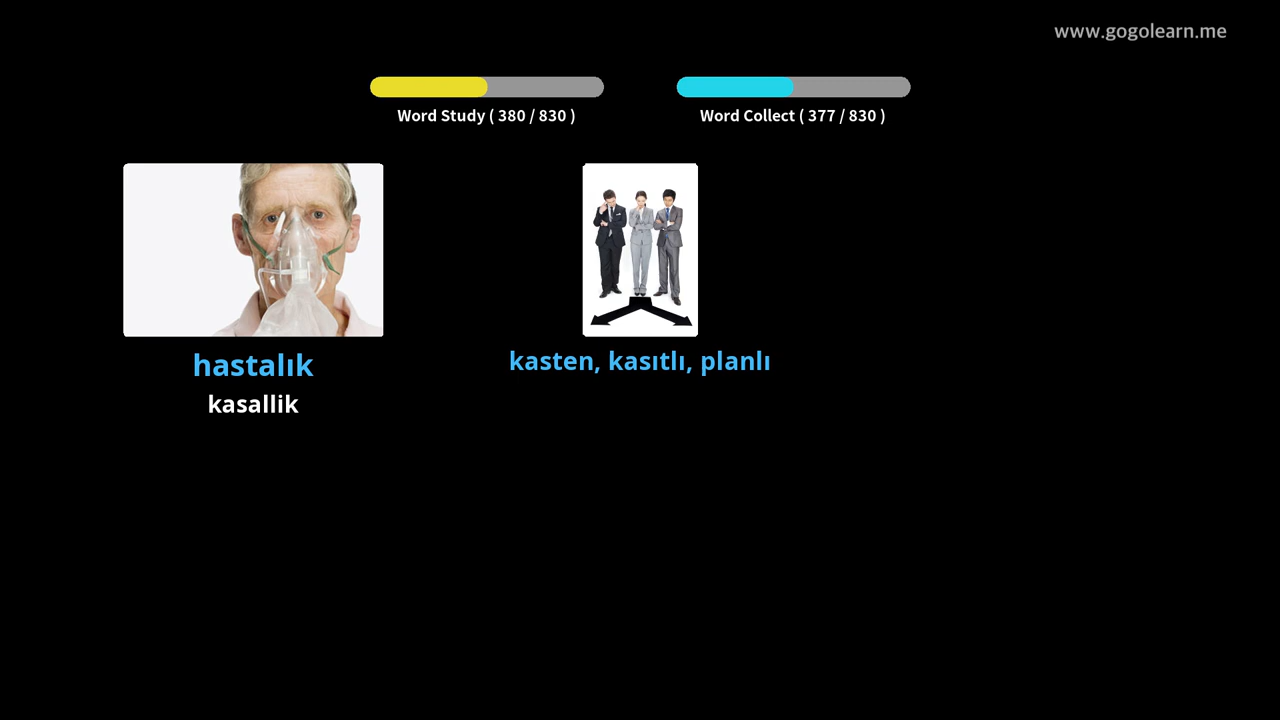 www.gogolearn.me
Word Study ( 380 / 830 )
Word Collect ( 377 / 830 )
hastalık
kasallik
kasten, kasıtlı, planlı